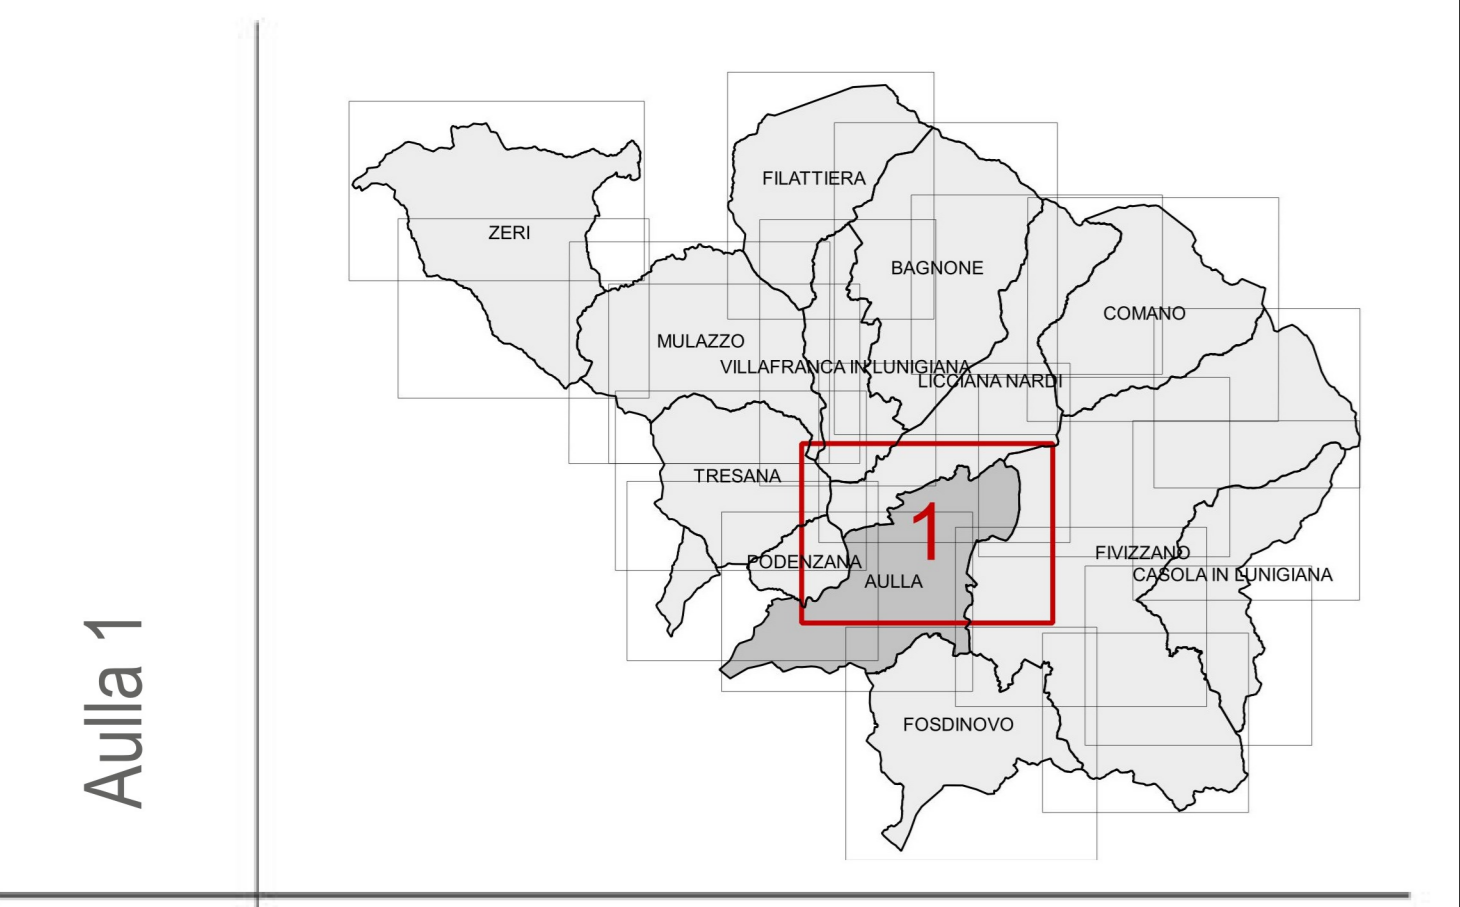 Aulla 1
FILATTIERA
ZERI
BAGNONE
COMANO
MULAZZO
VILLAFRANCA IN LUNIGIANA
LICCIANA NARDI
TRESANA
1
FIVIZZANO
PODENZANA
CASOLA IN LUNIGIANA
AULLA
FOSDINOVO